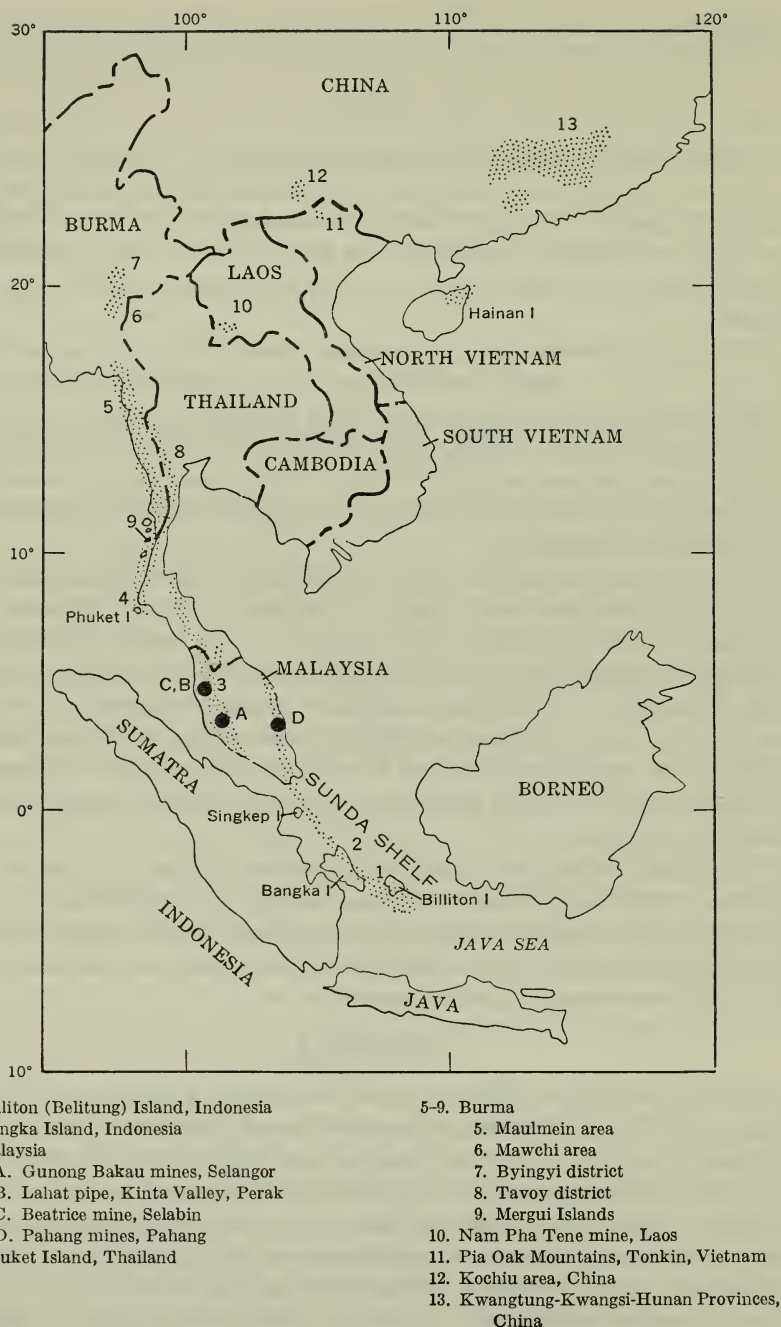 100° 110° 120°
30°
CHINA
13
12
11
BURMA
LAOS
7
20°
10
Hainan I
6
NORTH VIETNAM
5
THAILAND
SOUTH VIETNAM
8
CAMBODIA
9
10°
4
Phuket I
MALAYSIA
C,B 3
A D
SUMATRA
SUNDA SHELF
BORNEO
0°
Singkep I
2
1
Bangka I
Billiton I
INDONESIA
JAVA SEA
JAVA
10°
liton (Belitung) Island, Indonesia
ngka Island, Indonesia
laysia
A. Gunong Bakau mines, Selangor
B. Lahat pipe, Kinta Valley, Perak
C. Beatrice mine, Selabin
D. Pahang mines, Pahang
uket Island, Thailand
5-9. Burma
5. Maulmein area
6. Mawchi area
7. Byingyi district
8. Tavoy district
9. Mergui Islands
10. Nam Pha Tene mine, Laos
11. Pia Oak Mountains, Tonkin, Vietnam
12. Kochiu area, China
13. Kwangtung-Kwangsi-Hunan Provinces,
China